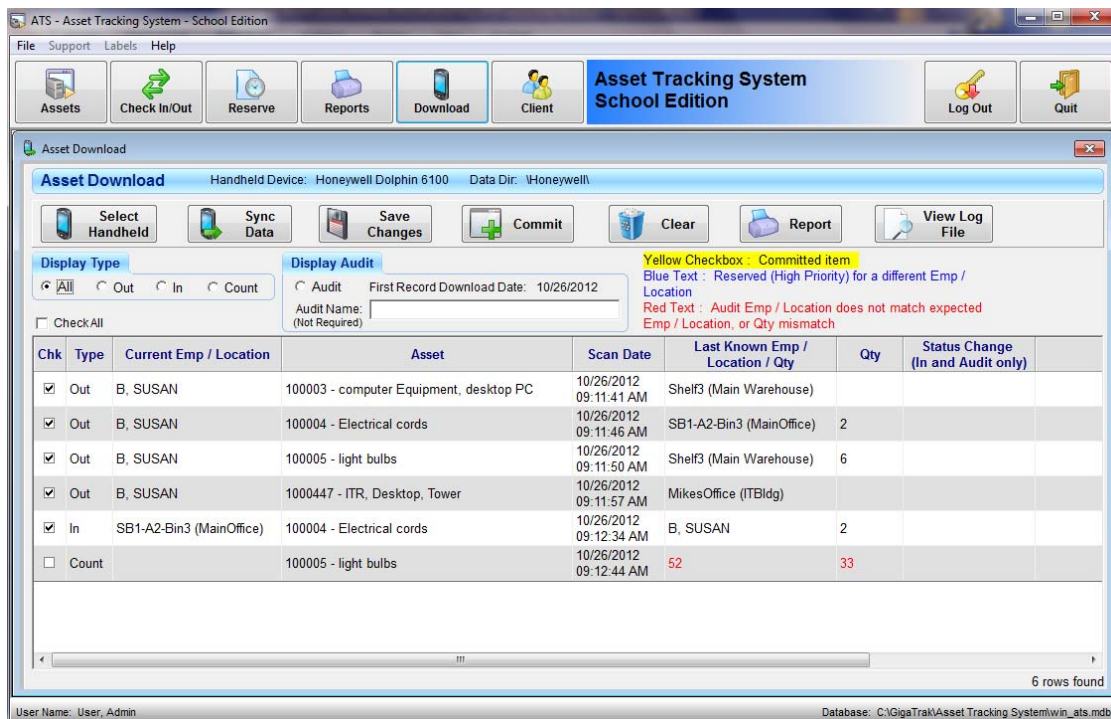 ATS - Asset Tracking System - School Edition
File Support Labels Help
Assets Check In/Out Reserve Reports Download Client
Asset Tracking System
School Edition
Log Out Quit
Asset Download
Asset Download Handheld Device: Honeywell Dolphin 6100 Data Dir: \Honeywell\
Select Handheld Sync Data Save Changes Commit Clear Report View Log File
Display Type
All Out In Count
Check All
Display Audit
Audit First Record Download Date: 10/26/2012
Audit Name:
(Not Required)
Yellow Checkbox : Committed item
Blue Text : Reserved (High Priority) for a different Emp /
Location
Red Text : Audit Emp / Location does not match expected
Emp / Location, or Qty mismatch
Chk Type Current Emp / Location Asset Scan Date Last Known Emp / Location / Qty Qty Status Change (In and Audit only)
Out B, SUSAN 100003 - computer Equipment, desktop PC 10/26/2012 09:11:41 AM Shelf3 (Main Warehouse)
Out B, SUSAN 100004 - Electrical cords 10/26/2012 09:11:46 AM SB1-A2-Bin3 (MainOffice) 2
Out B, SUSAN 100005 - light bulbs 10/26/2012 09:11:50 AM Shelf3 (Main Warehouse) 6
Out B, SUSAN 1000447 - ITR, Desktop, Tower 10/26/2012 09:11:57 AM MikesOffice (ITBldg)
In SB1-A2-Bin3 (MainOffice) 100004 - Electrical cords 10/26/2012 09:12:34 AM B, SUSAN 2
Count 100005 - light bulbs 10/26/2012 09:12:44 AM 52 33
6 rows found
User Name: User, Admin Database: C:\GigaTrak\Asset Tracking System\win_ats.mdb